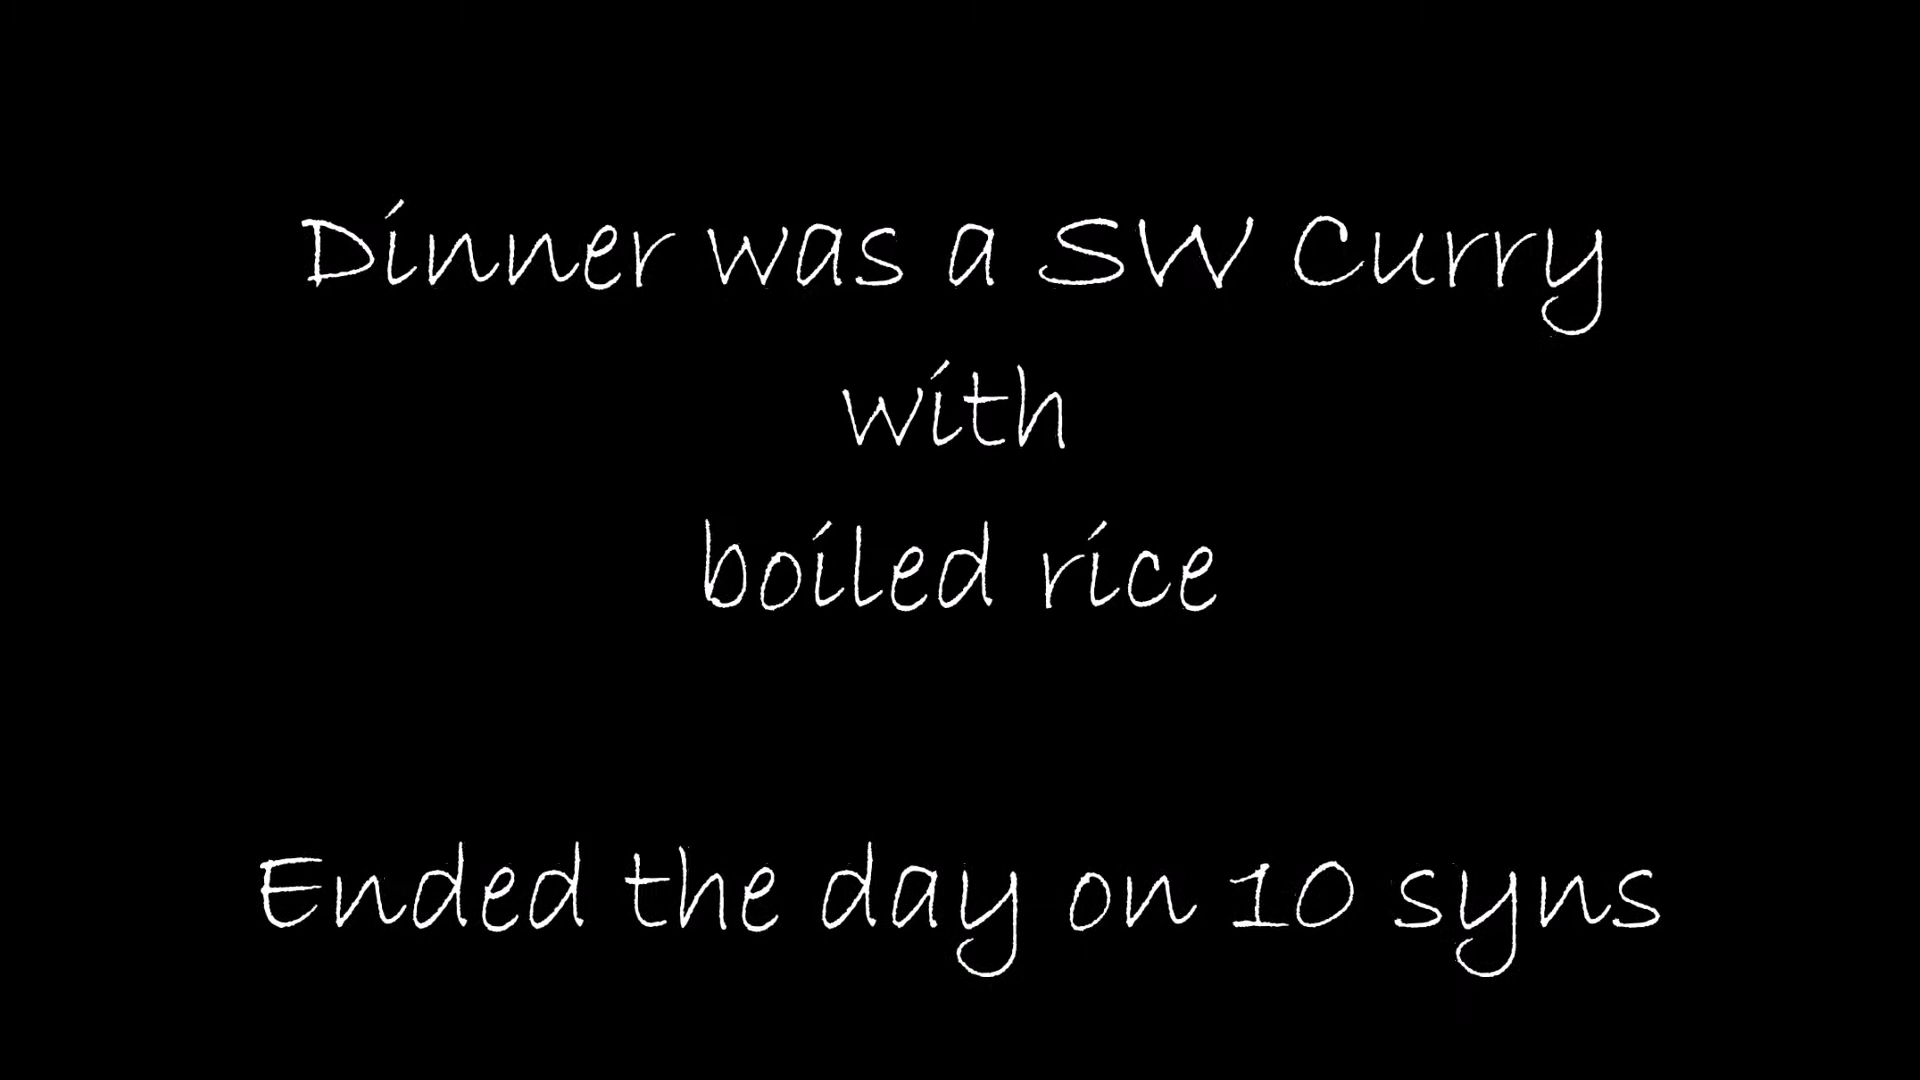 Dinner was a SW Curry
with
boiled rice
Ended the day on 10 syns